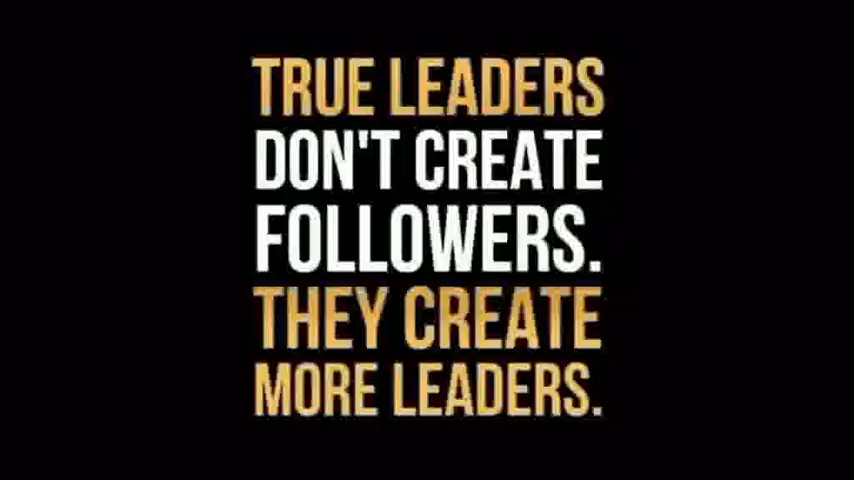 TRUE LEADERS
DON'T CREATE
FOLLOWERS.
THEY CREATE
MORE LEADERS.